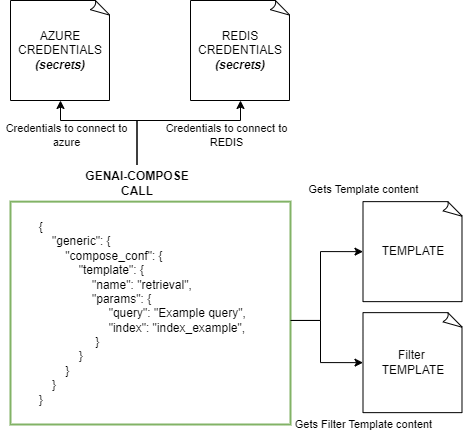 AZURE
CREDENTIALS
(secrets)
REDIS
CREDENTIALS
(secrets)
Credentials to connect to
azure
Credentials to connect to
REDIS
GENAI-COMPOSE
CALL
{
"generic": {
"compose_conf": {
"template": {
"name": "retrieval",
"params": {
"query": "Example query",
"index": "index_example",
}
}
}
}
}
Gets Template content
TEMPLATE
Filter
TEMPLATE
Gets Filter Template content